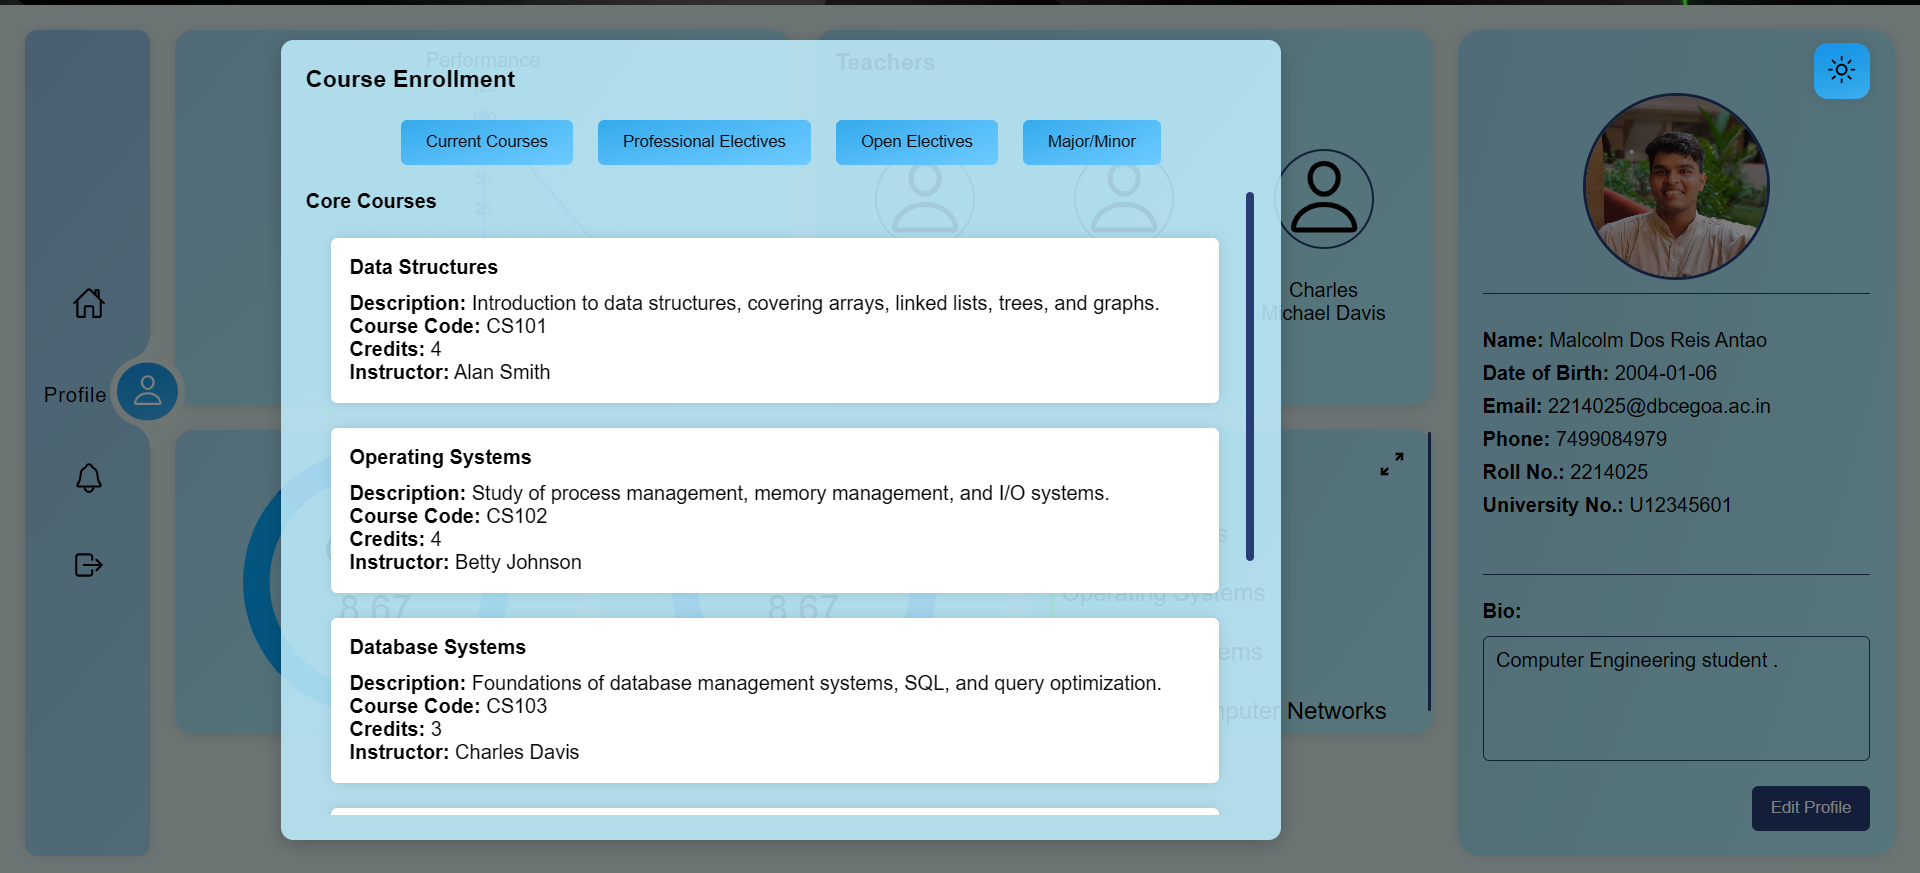 Performance
Teachers
Course Enrollment
Current Courses
Professional Electives
Open Electives
Major/Minor
50
25
Core Courses
Data Structures
Description: Introduction to data structures, covering arrays, linked lists, trees, and graphs.
Course Code: CS101
Credits: 4
Instructor: Alan Smith
Operating Systems
Description: Study of process management, memory management, and I/O systems.
Course Code: CS102
Credits: 4
Instructor: Betty Johnson
8.67
8.67
Operating Systems
Database Systems
Description: Foundations of database management systems, SQL, and query optimization.
Course Code: CS103
Credits: 3
Instructor: Charles Davis
Profile
Charles
Michael Davis
Networks
Name: Malcolm Dos Reis Antao
Date of Birth: 2004-01-06
Email: 2214025@dbcegoa.ac.in
Phone: 7499084979
Roll No.: 2214025
University No.: U12345601
Bio:
Computer Engineering student .
Edit Profile